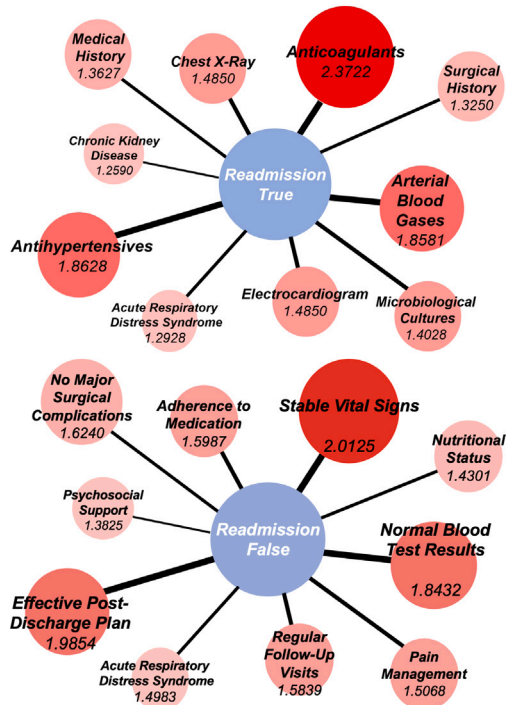 Medical
History
1.3627
Chest X-Ray
1.4850
Anticoagulants
2.3722
Surgical
History
1.3250
Chronic Kidney
Disease
1.2590
Readmission
True
Arterial
Blood
Gases
1.8581
Antihypertensives
1.8628
Acute Respiratory
Distress Syndrome
1.2928
Electrocardiogram
1.4850
Microbiological
Cultures
1.4028
No Major
Surgical
Complications
1.6240
Adherence to
Medication
1.5987
Stable Vital Signs
2.0125
Nutritional
Status
1.4301
Psychosocial
Support
1.3825
Readmission
False
Normal Blood
Test Results
1.8432
Effective Post-
Discharge Plan
1.9854
Acute Respiratory
Distress Syndrome
1.4983
Regular
Follow-Up
Visits
1.5839
Pain
Management
1.5068